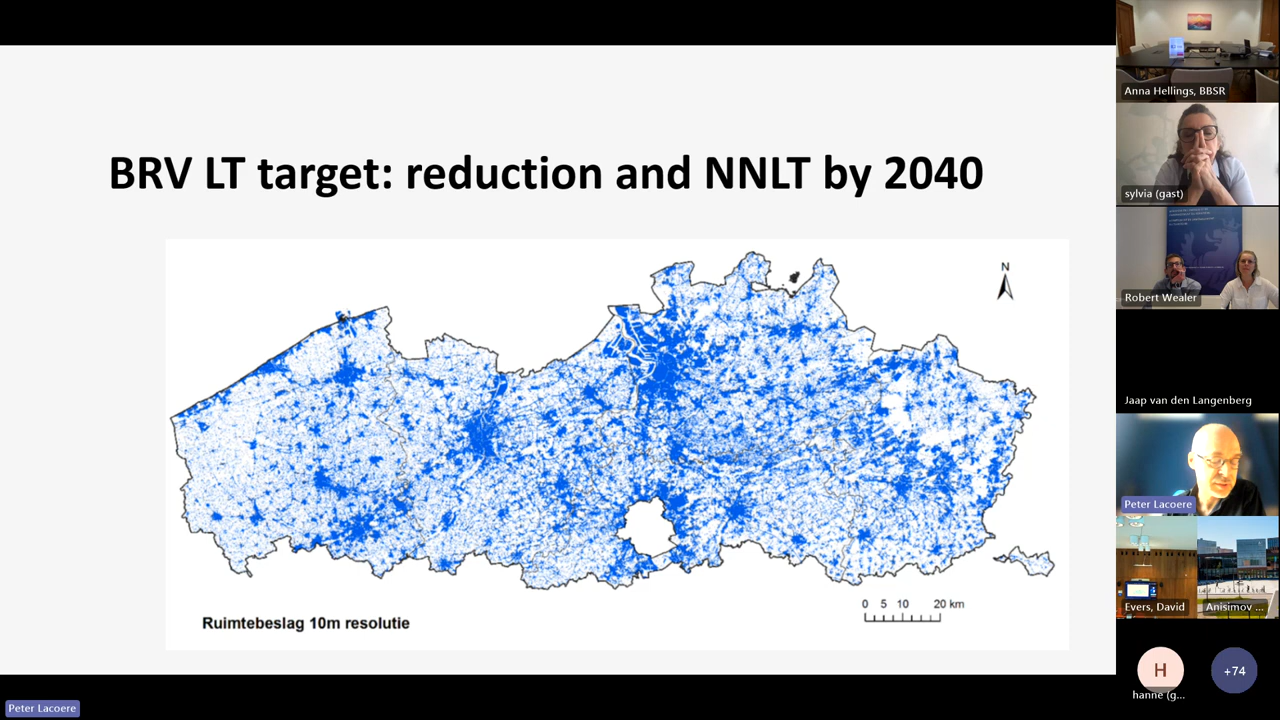 BRV LT target: reduction and NNLT by 2040
N
0 5 10 20 km
Ruimtebeslag 10m resolutie
Anna Hellings, BBSR
sylvia (gast)
Robert Wealer
Jaap van den Langenberg
Peter Lacoere
Evers, David
Anisimov ...
H
+74
hanne (g...
Peter Lacoere